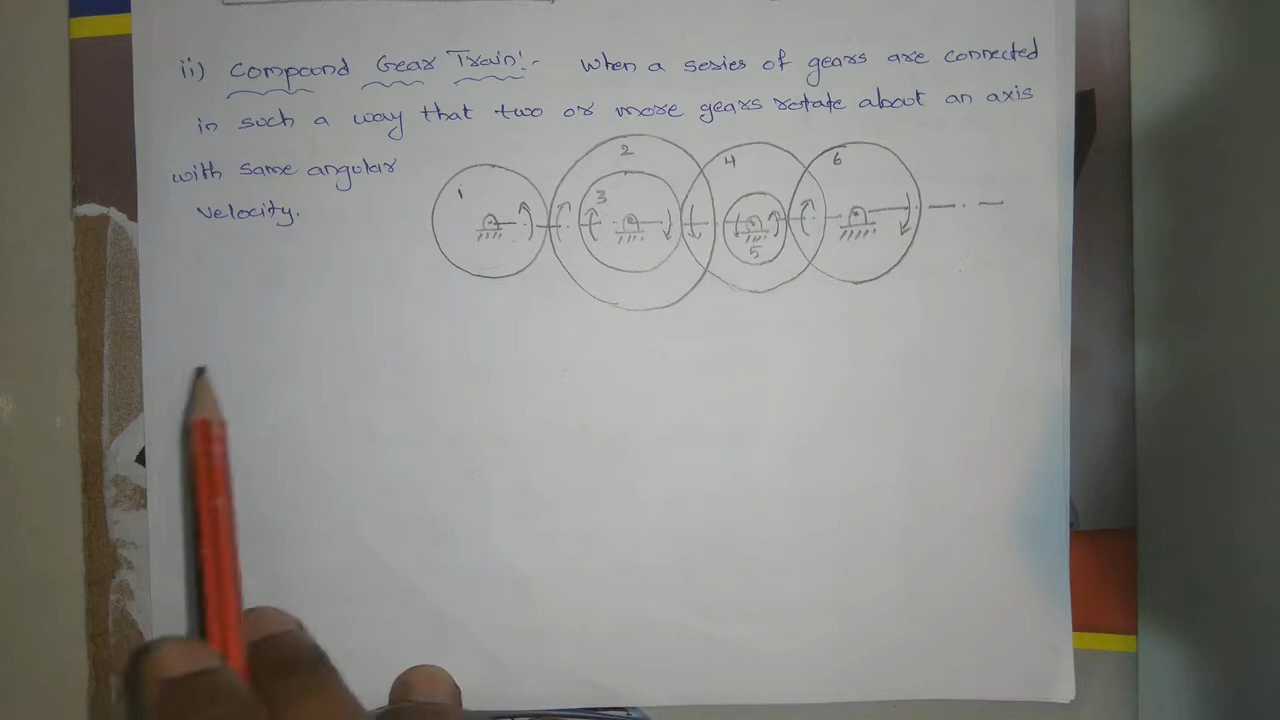 ii) Compound Gear Train:- When a series of gears are connected
in such a way that two or more gears rotate about an axis
with same angular
velocity.
1
2
3
4
5
6